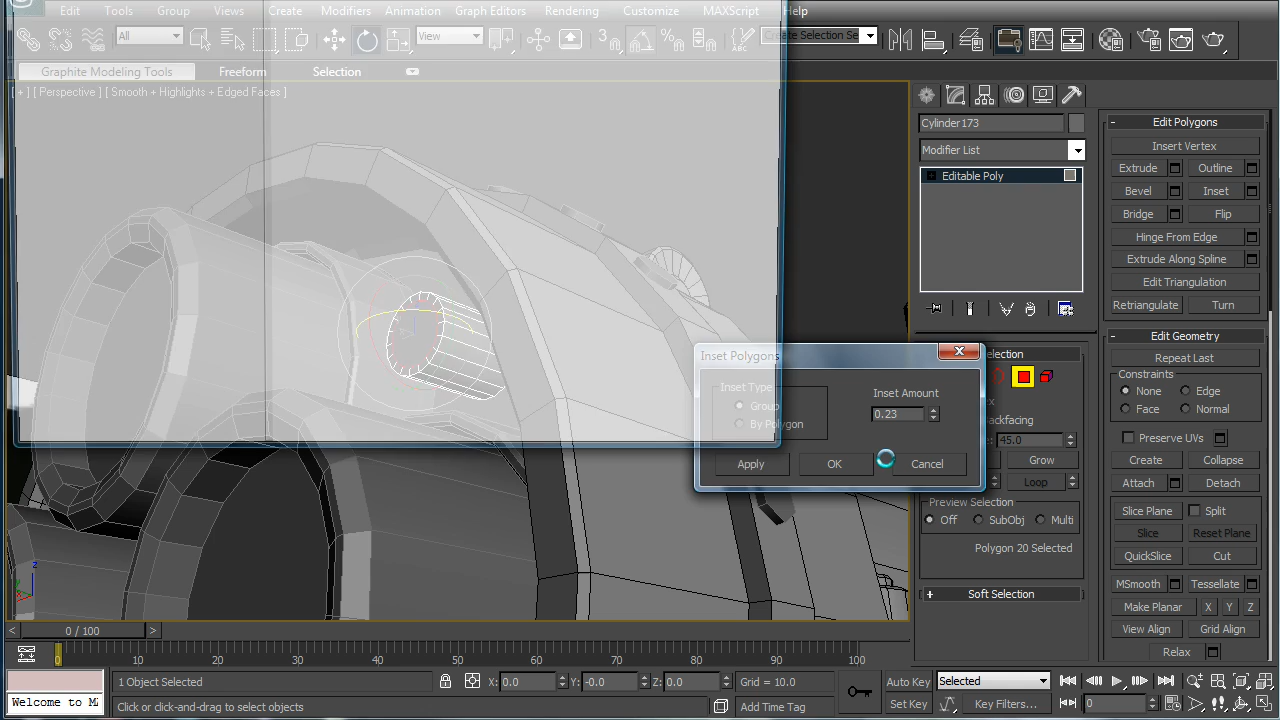 Tools Group Views Create Modifiers Animation Graph Editors Rendering Customize MAXScript Help
All View Create Selection Se
Graphite Modeling Tools Freeform Selection
[ + ] [ Perspective ] [ Smooth + Highlights + Edged Faces ]
Cylinder173
Modifier List
Editable Poly
Edit Polygons
Insert Vertex
Extrude Outline
Bevel Inset
Bridge Flip
Hinge From Edge
Extrude Along Spline
Edit Triangulation
Retriangulate Turn
Edit Geometry
Repeat Last
Constraints
None Edge
Face Normal
Preserve UVs
Create Collapse
Attach Detach
Slice Plane Split
Slice Reset Plane
QuickSlice Cut
MSmooth Tessellate
Make Planar X Y Z
View Align Grid Align
Relax
Inset Polygons
Inset Type
Group
By Polygon
Inset Amount
0.23
Apply OK Cancel
election
ackfacing
45.0
Grow
Loop
Preview Selection
Off SubObj Multi
Polygon 20 Selected
Soft Selection
z
< 0 / 100 >
0 10 20 30 40 50 60 70 80 90 100
1 Object Selected X: 0.0 Y: -0.0 Z: 0.0 Grid = 10.0 Auto Key Selected
Welcome to M Click or click-and-drag to select objects Add Time Tag Set Key Key Filters... 0